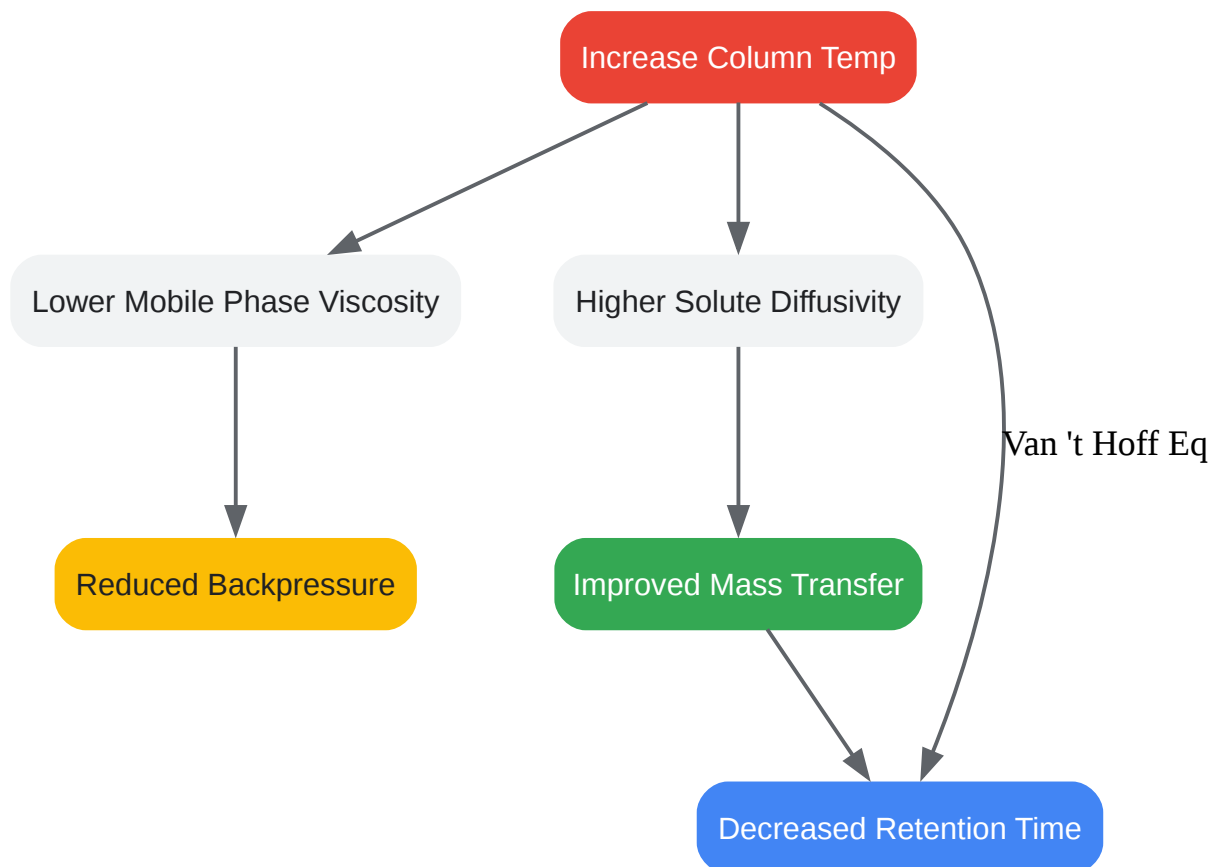 Increase Column Temp
Lower Mobile Phase Viscosity
Higher Solute Diffusivity
Van 't Hoff Eq
Reduced Backpressure
Improved Mass Transfer
Decreased Retention Time